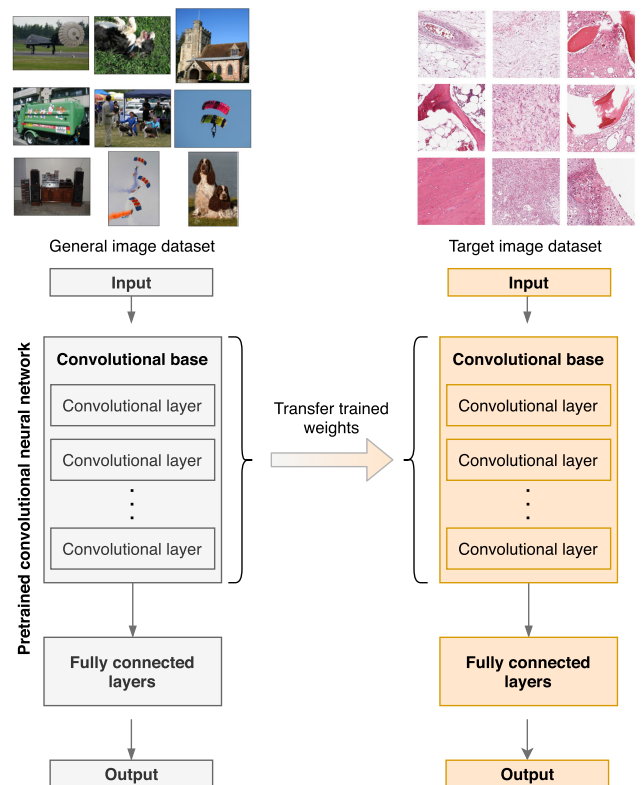 General image dataset
Input
Pretrained convolutional neural network
Convolutional base
Convolutional layer
Convolutional layer
Convolutional layer
Fully connected
layers
Output
Transfer trained
weights
Target image dataset
Input
Convolutional base
Convolutional layer
Convolutional layer
Convolutional layer
Fully connected
layers
Output